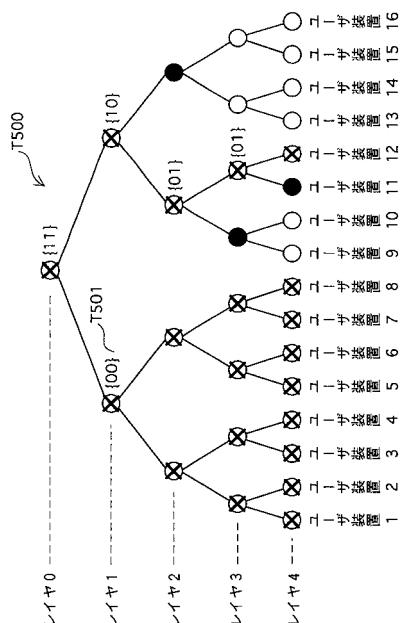 T500
レイヤ0
{11}
レイヤ1
{00}
T501
{10}
レイヤ2
{01}
レイヤ3
{01}
レイヤ4
ユーザ装置1
ユーザ装置2
ユーザ装置3
ユーザ装置4
ユーザ装置5
ユーザ装置6
ユーザ装置7
ユーザ装置8
ユーザ装置9
ユーザ装置10
ユーザ装置11
ユーザ装置12
ユーザ装置13
ユーザ装置14
ユーザ装置15
ユーザ装置16